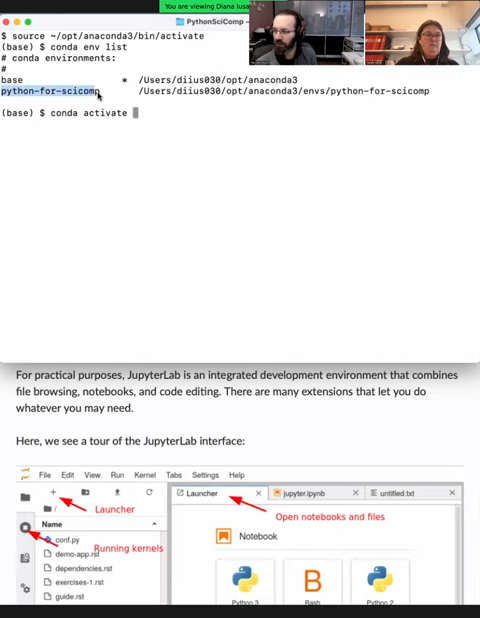 You are viewing Diana Iusa
PythonSciComp —
$ source ~/opt/anaconda3/bin/activate
(base) $ conda env list
# conda environments:
#
base * /Users/diius030/opt/anaconda3
python-for-scicomp /Users/diius030/opt/anaconda3/envs/python-for-scicomp
(base) $ conda activate
For practical purposes, JupyterLab is an integrated development environment that combines
file browsing, notebooks, and code editing. There are many extensions that let you do
whatever you may need.
Here, we see a tour of the JupyterLab interface:
File Edit View Run Kernel Tabs Settings Help
Launcher
jupyter.ipynb
untitled.txt
Launcher
Open notebooks and files
/
Name
Running kernels
conf.py
demo-app.rst
dependencies.rst
exercises-1.rst
guide.rst
Notebook
B
Python 3
Bash
Python 2